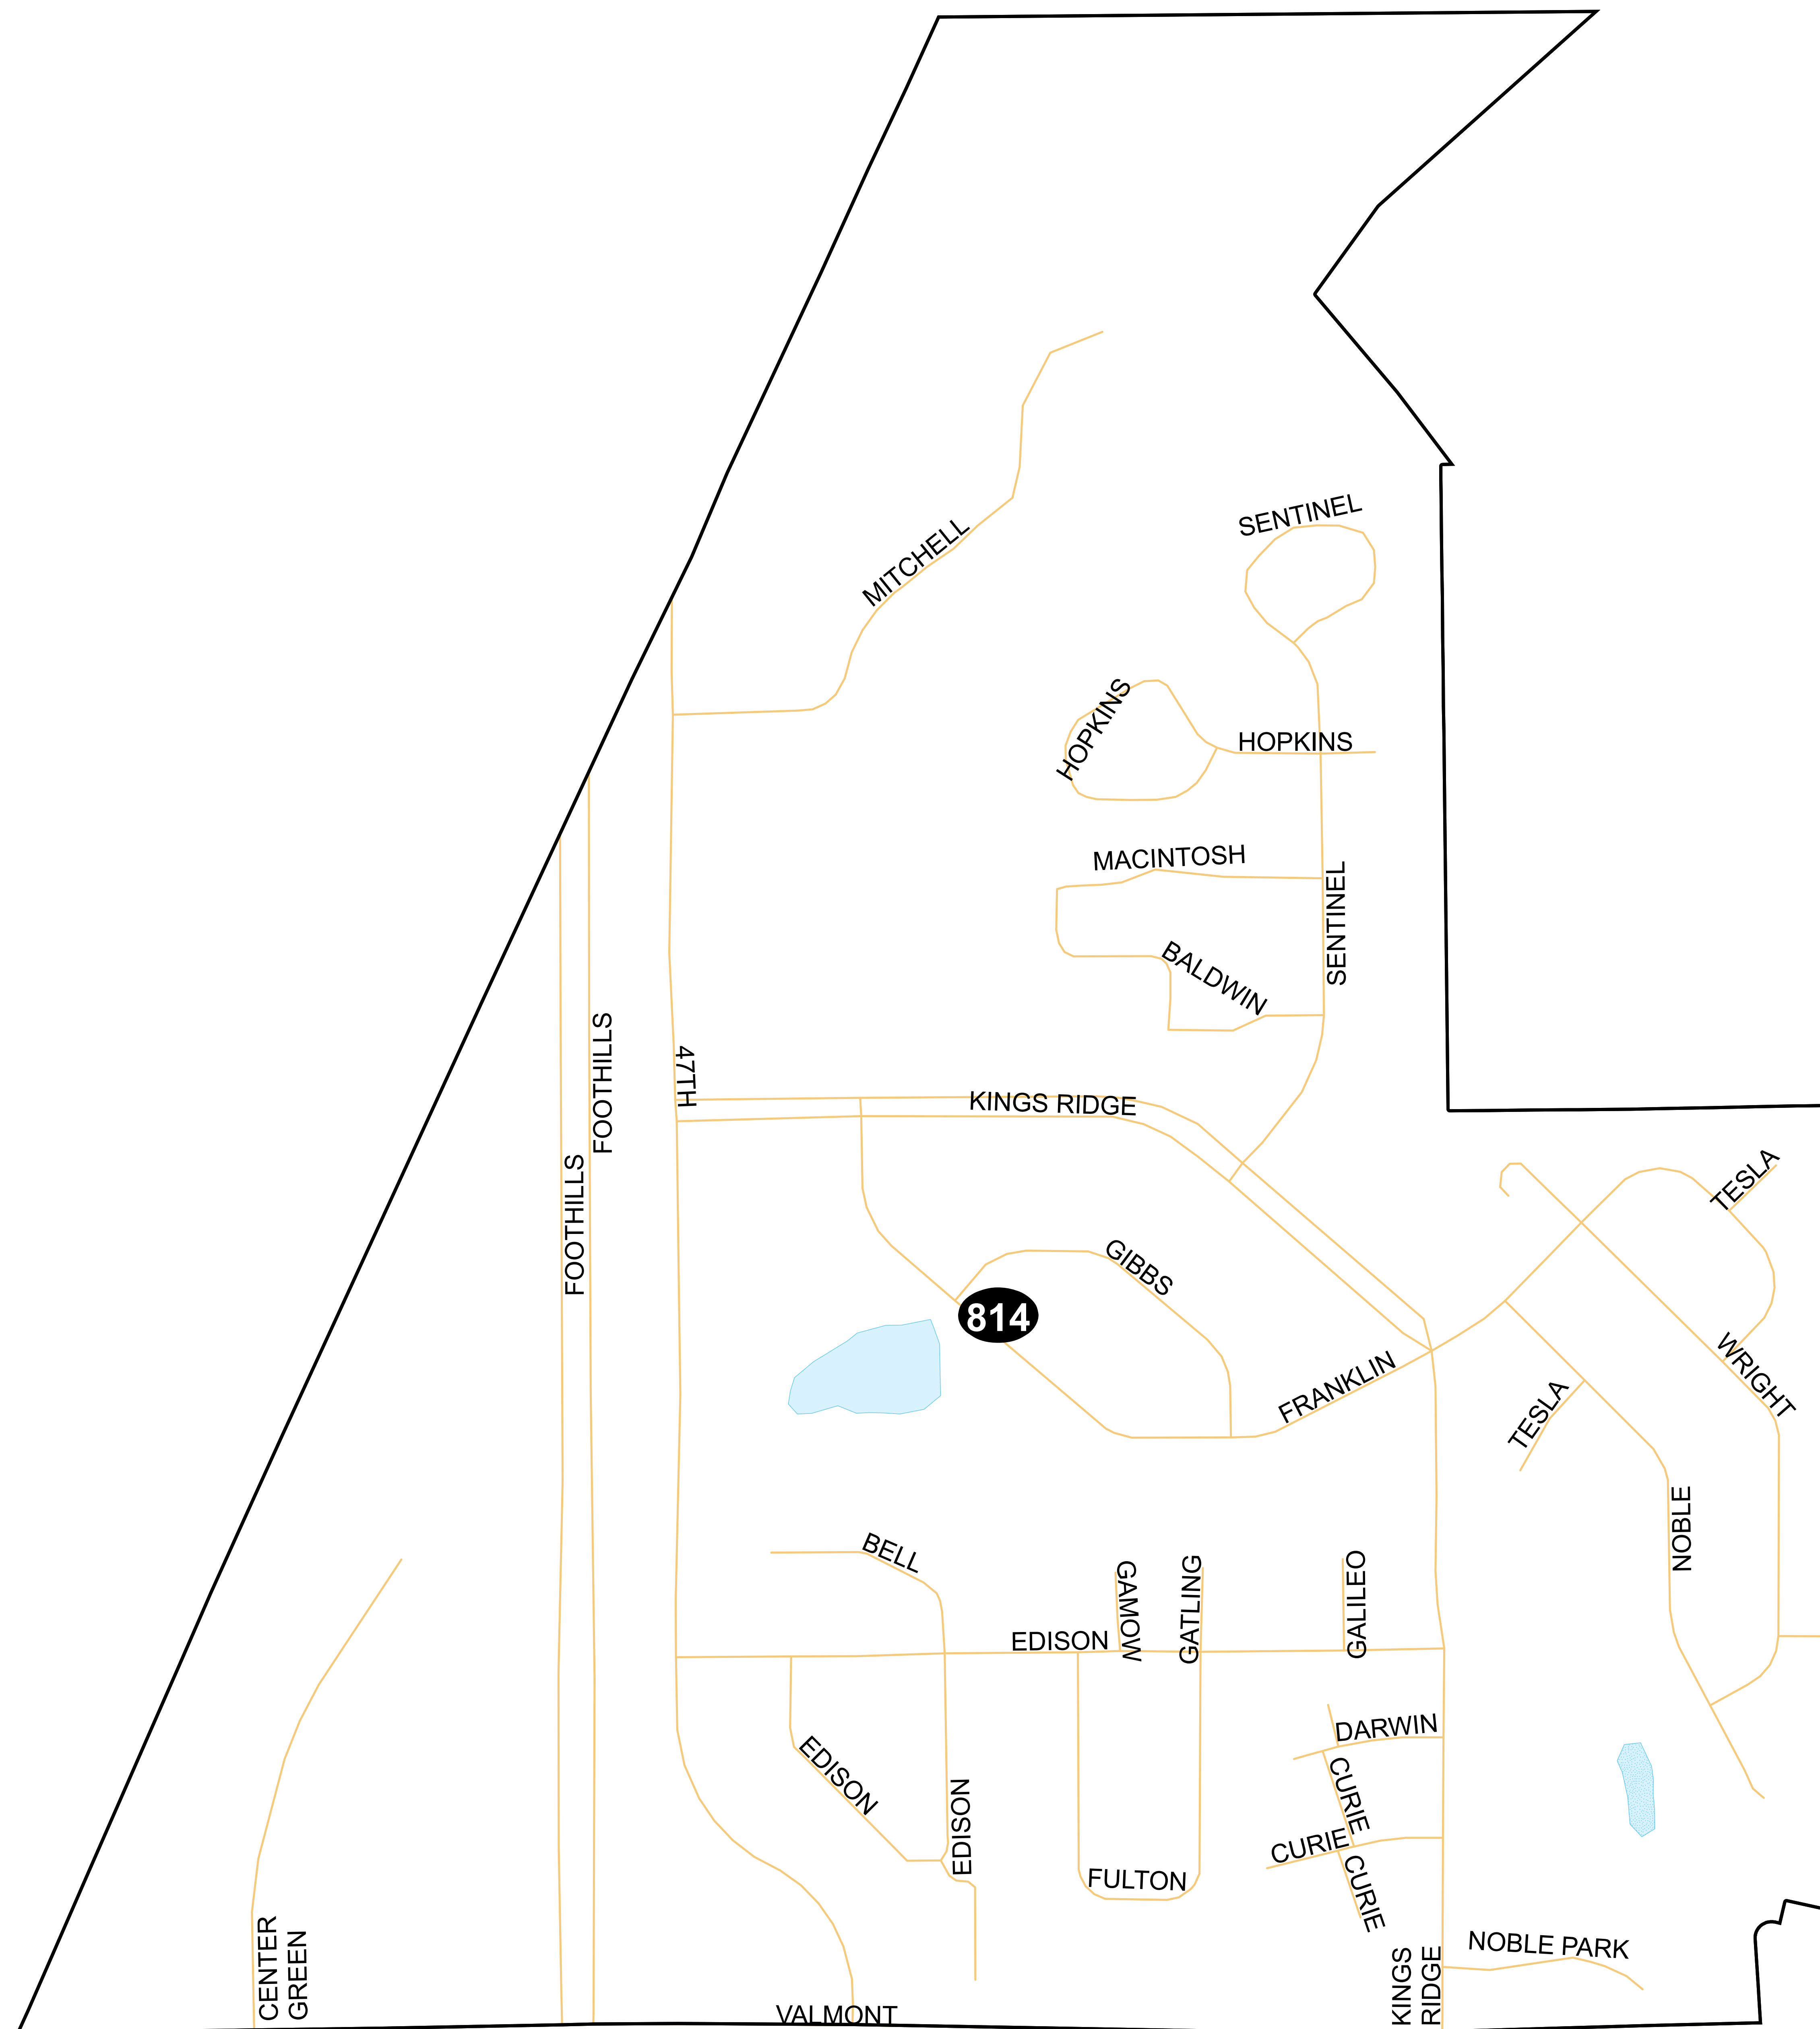 SENTINEL
MITCHELL
HOPKINS
HOPKINS
MACINTOSH
SENTINEL
BALDWIN
FOOTHILLS
47TH
KINGS RIDGE
FOOTHILLS
TESLA
GIBBS
814
FRANKLIN
WRIGHT
TESLA
NOBLE
BELL
GAMOW
GATLING
GALILEO
EDISON
DARWIN
EDISON
CURIE
EDISON
CURIE
FULTON
CURIE
CENTER
GREEN
KINGS
RIDGE
NOBLE PARK
VALMONT